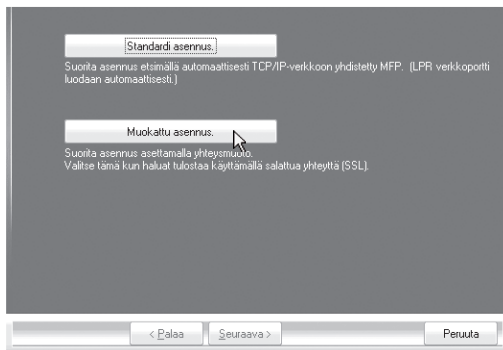 Standardi asennus.
Suorita asennus etsimällä automaattisesti TCP/IP-verkkoon yhdistetty MFP. (LPR verkkoportti
luodaan automaattisesti.)
Muokattu asennus.
Suorita asennus asettamalla yhteysmuoto.
Valitse tämä kun haluat tulostaa käyttämällä salattua yhteyttä (SSL).
< Palaa
Seuraava >
Peruuta